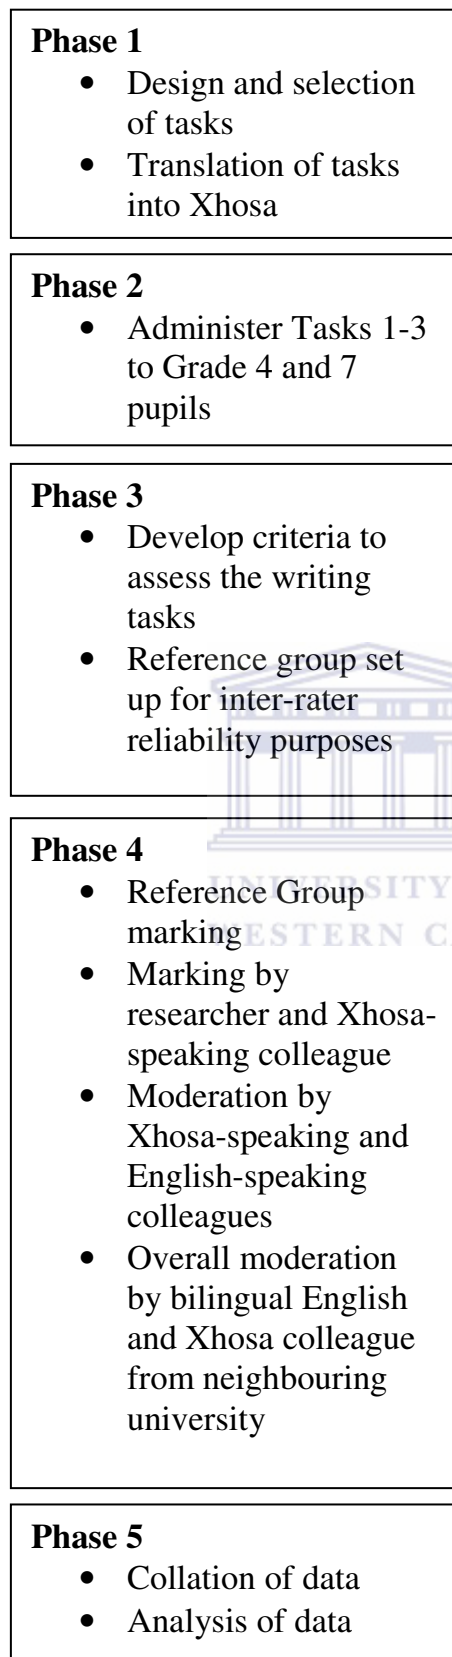 Phase 1
• Design and selection
of tasks
• Translation of tasks
into Xhosa
Phase 2
• Administer Tasks 1-3
to Grade 4 and 7
pupils
Phase 3
• Develop criteria to
assess the writing
tasks
• Reference group set
up for inter-rater
reliability purposes
Phase 4
• Reference Group
marking
• Marking by
researcher and Xhosa-
speaking colleague
• Moderation by
Xhosa-speaking and
English-speaking
colleagues
• Overall moderation
by bilingual English
and Xhosa colleague
from neighbouring
university
UNIVERSITY
WESTERN
Phase 5
• Collation of data
• Analysis of data